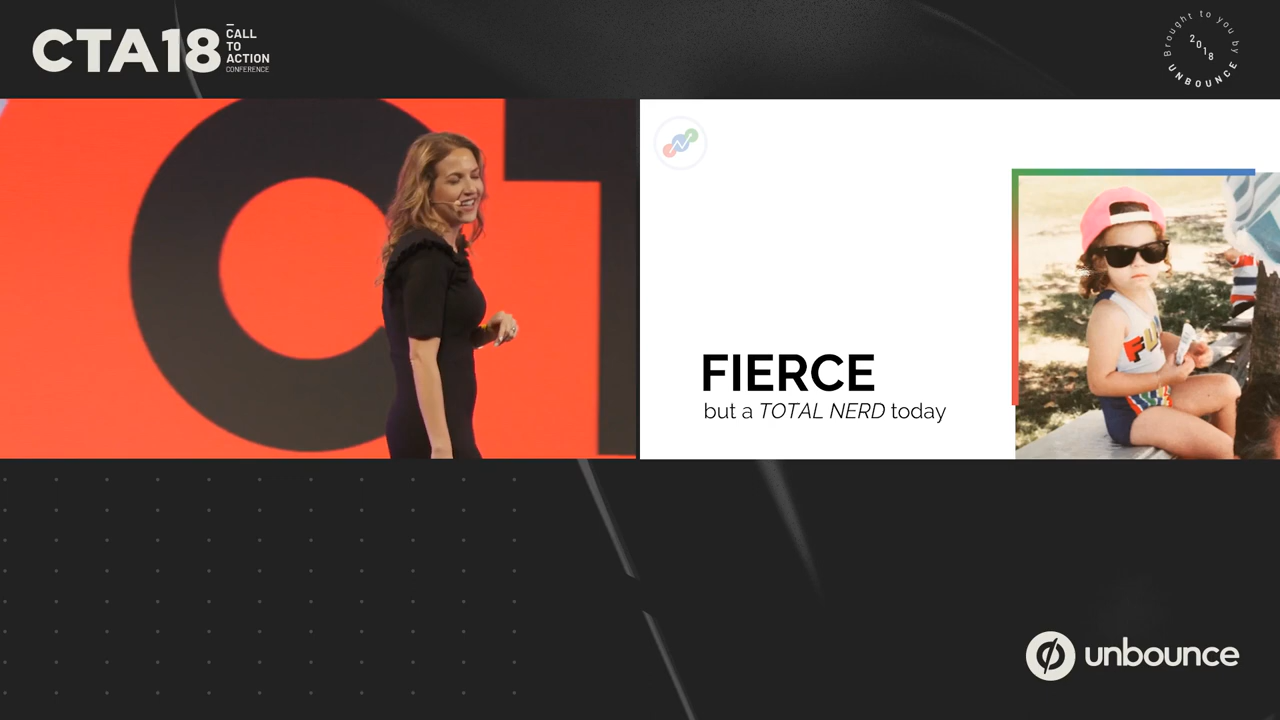 CTA18
CALL
TO
ACTION
CONFERENCE
Brought to you by
2018
UNBOUNCE
FIERCE
but a TOTAL NERD today
unbounce